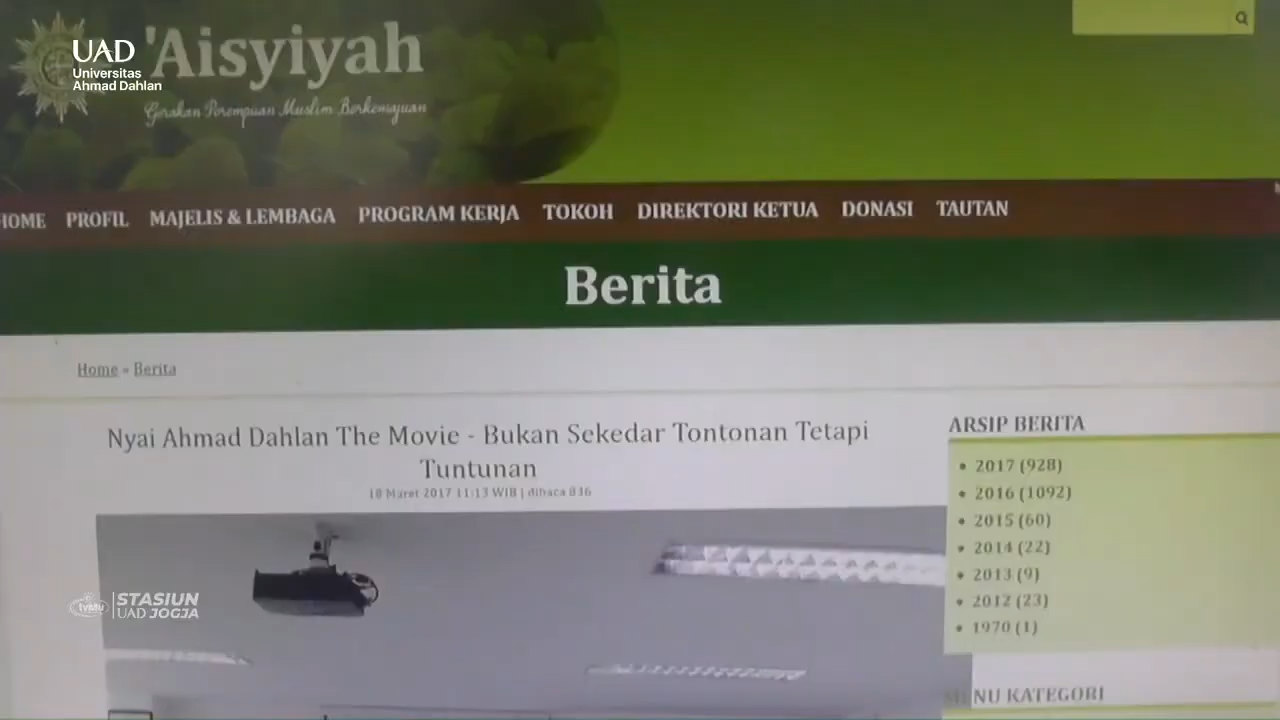 UAD
Universitas
Ahmad Dahlan
'Aisyiyah
Gerakan Perempuan Muslim Berkemajuan
HOME PROFIL MAJELIS & LEMBAGA PROGRAM KERJA TOKOH DIREKTORI KETUA DONASI TAUTAN
Berita
Home » Berita
Nyai Ahmad Dahlan The Movie - Bukan Sekedar Tontonan Tetapi
Tuntunan
18 Maret 2017 11:13 WIB | dibaca 836
ARSIP BERITA
2017 (928)
2016 (1092)
2015 (60)
2014 (22)
2013 (9)
2012 (23)
1970 (1)
MENU KATEGORI
tvMu
STASIUN
UAD JOGJA